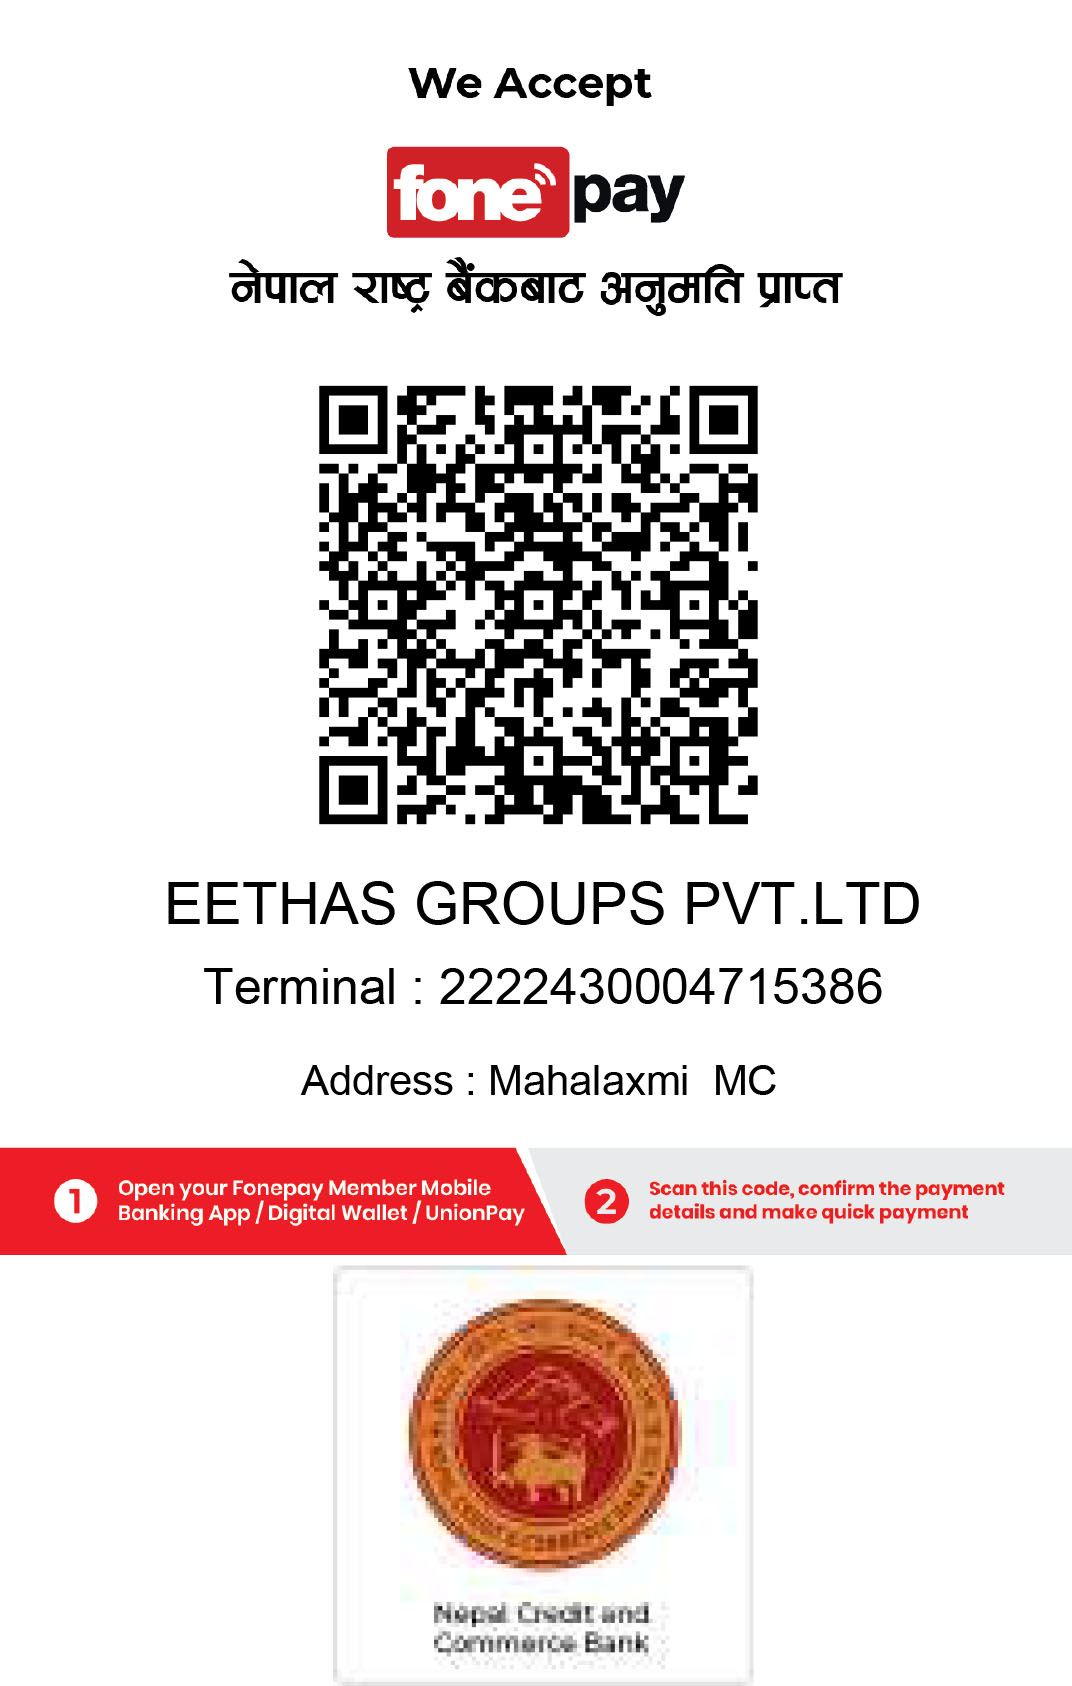 We Accept
fonepay
नेपाल राष्ट्र बैंकबाट अनुमति प्राप्त
EETHAS GROUPS PVT.LTD
Terminal : 2222430004715386
Address : Mahalaxmi MC
1 Open your Fonepay Member Mobile
Banking App / Digital Wallet / UnionPay
2 Scan this code, confirm the payment
details and make quick payment
Nepal Credit and
Commerce Bank